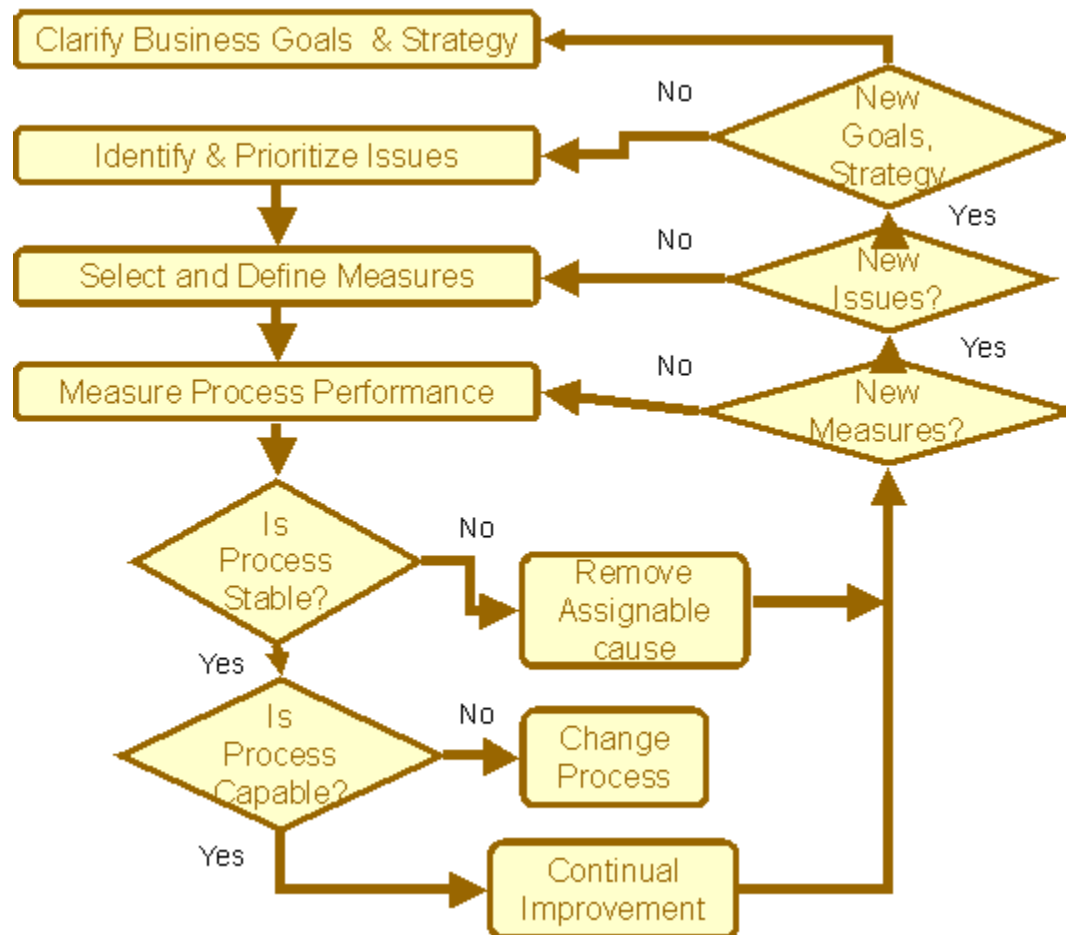 Clarify Business Goals & Strategy
No
New
Goals,
Strategy
Identify & Prioritize Issues
Yes
No
New
Issues?
Select and Define Measures
Yes
No
New
Measures?
Measure Process Performance
Is
Process
Stable?
No
Remove
Assignable
cause
Yes
Is
Process
Capable?
No
Change
Process
Yes
Continual
Improvement